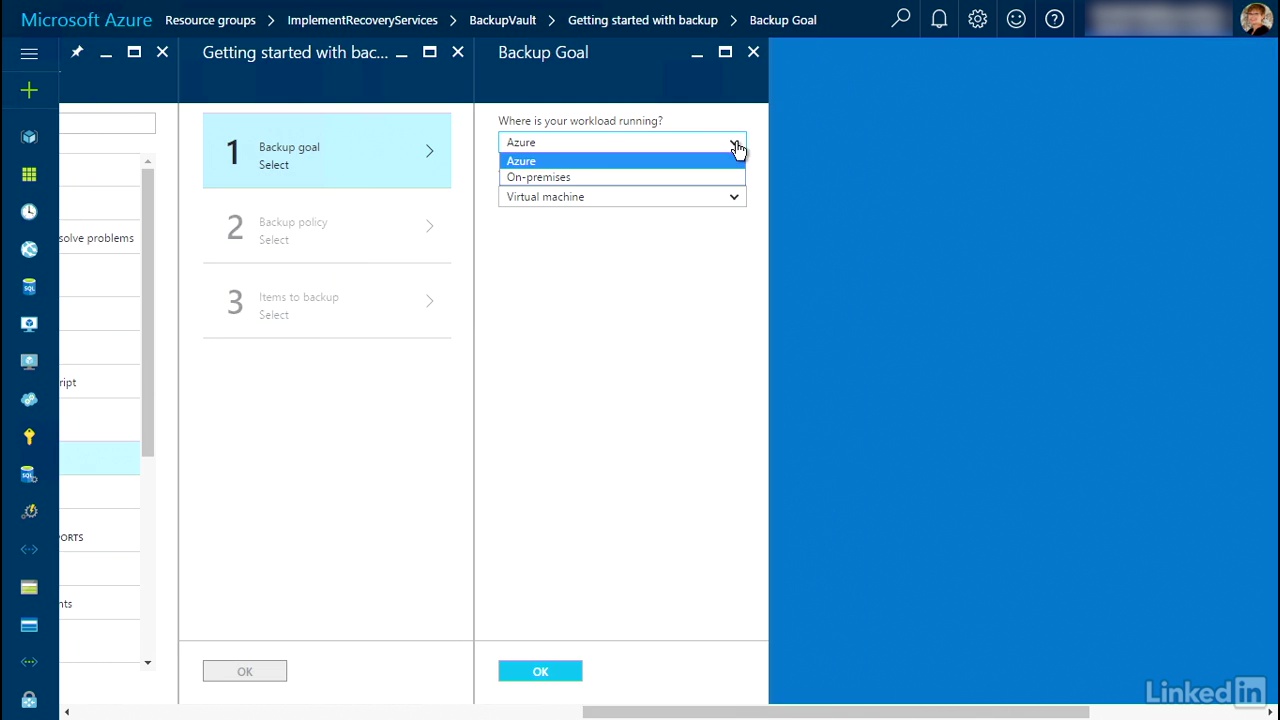 Microsoft Azure Resource groups > ImplementRecoveryServices > BackupVault > Getting started with backup > Backup Goal
Getting started with bac...
Backup Goal
Where is your workload running?
Azure
Azure
On-premises
Virtual machine
1 Backup goal
Select
2 Backup policy
Select
3 Items to backup
Select
solve problems
ript
PORTS
nts
SQL
SQL
OK
OK
LinkedIn